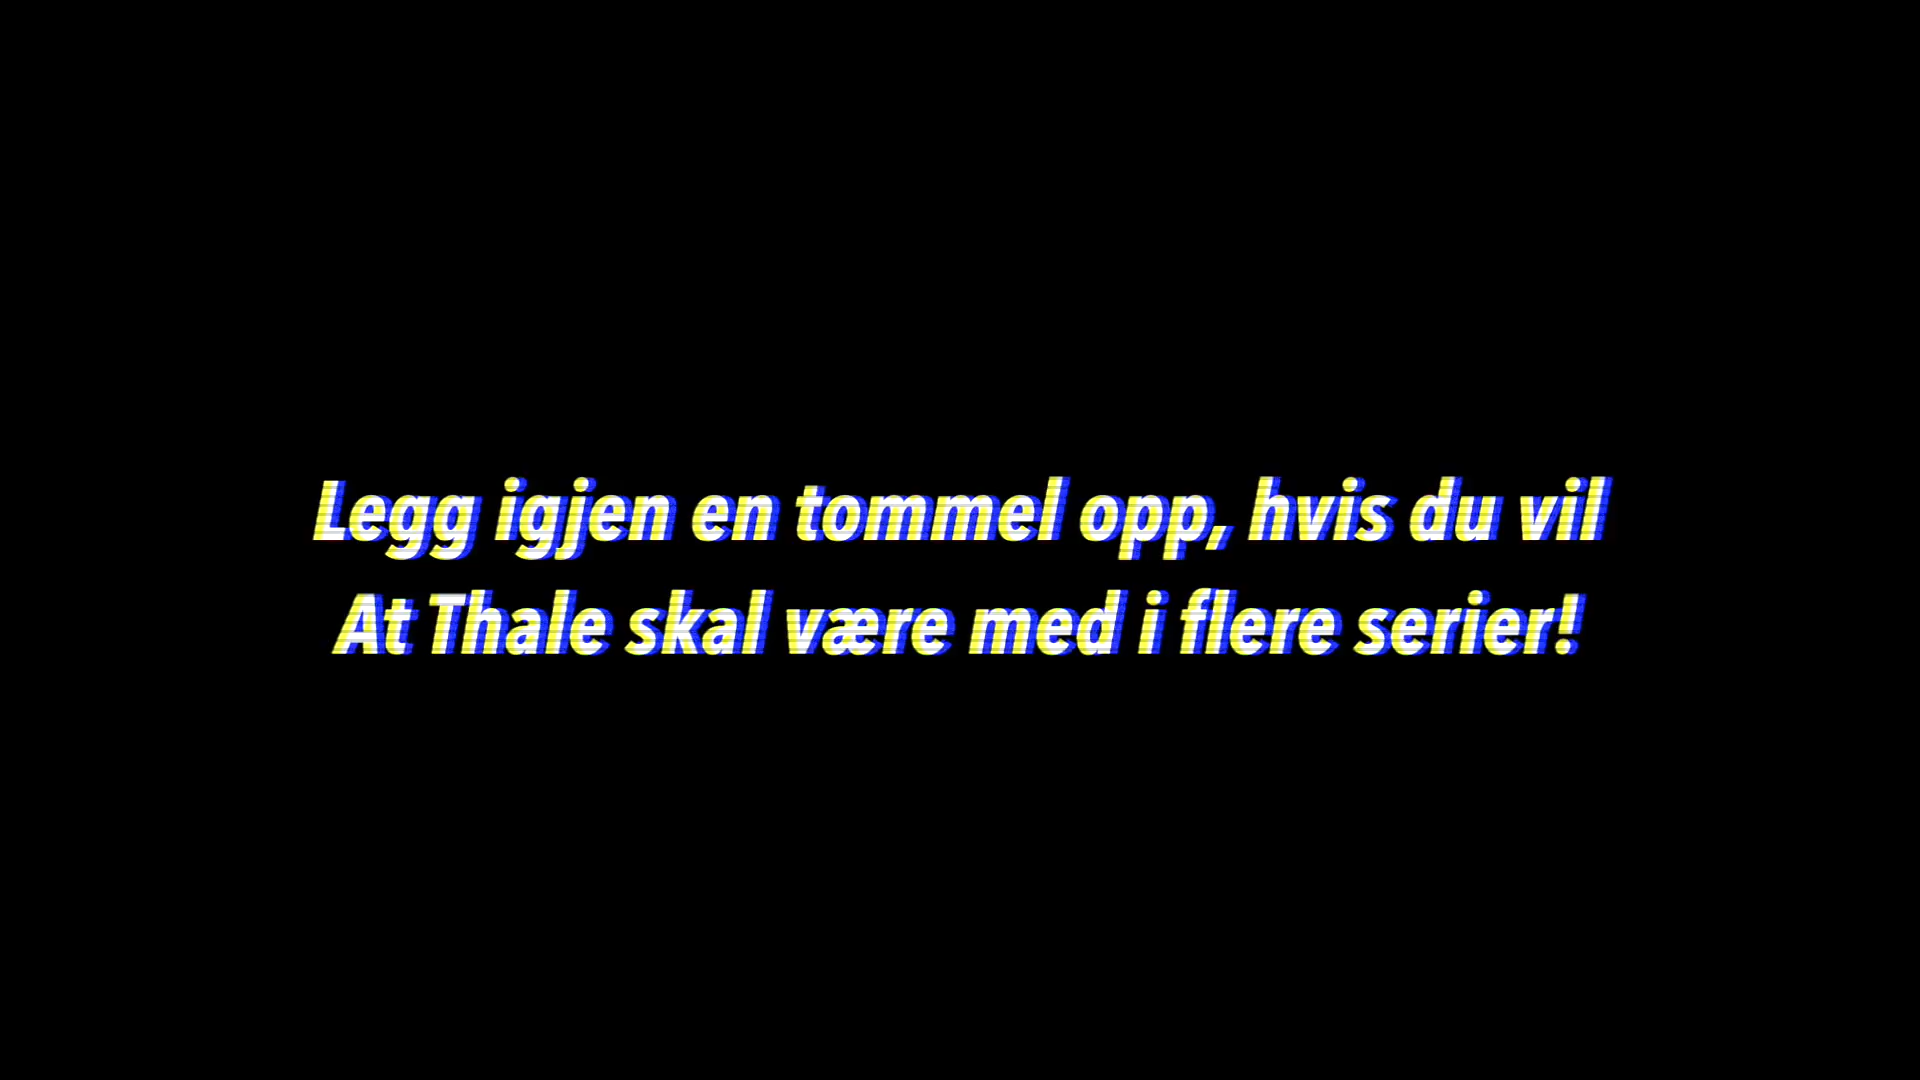 Legg igjen en tommel opp, hvis du vil
At Thale skal være med i flere serier!